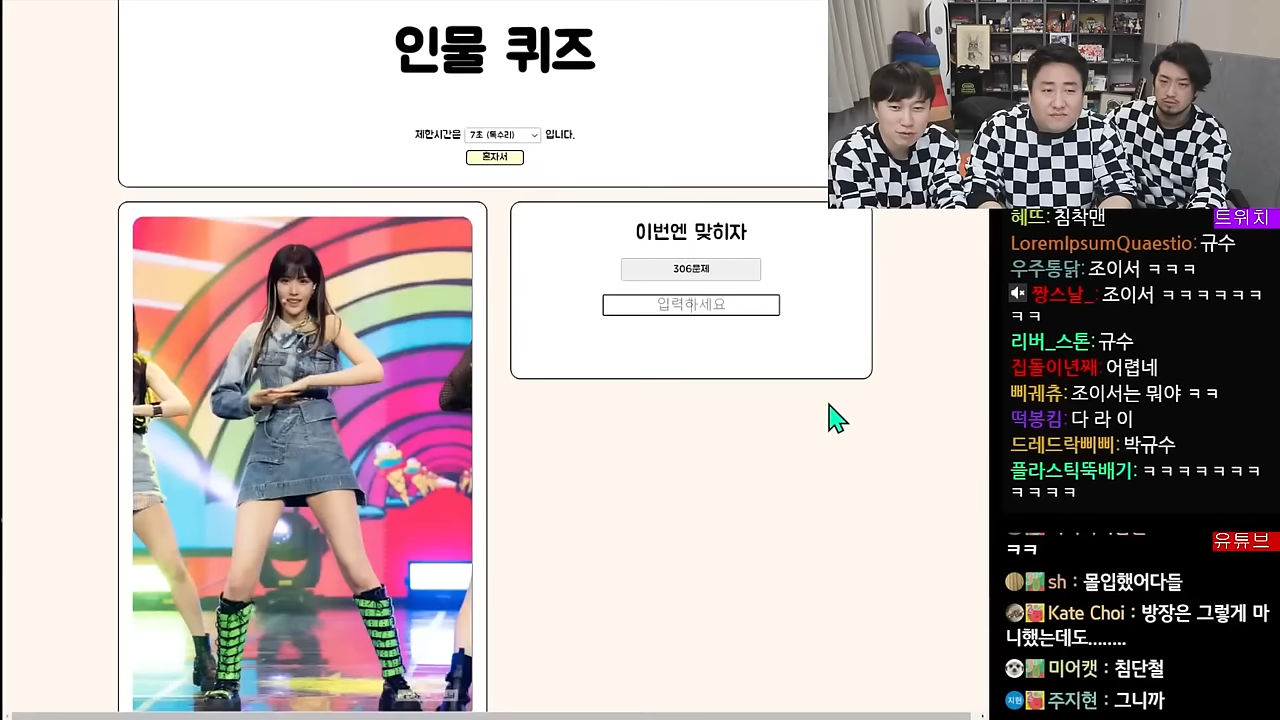 인물 퀴즈
제한시간은 7초 (독수리) 입니다.
혼자서
이번엔 맞히자
306문제
입력하세요
트위치
헤뜨: 침착맨
LoremIpsumQuaestio: 규수
우주통닭: 조이서 ㅋㅋㅋ
짱스날_: 조이서 ㅋㅋㅋㅋㅋㅋ
ㅋㅋ
리버_스톤: 규수
집돌이년째: 어렵네
삐궤츄: 조이서는 뭐야 ㅋㅋ
떡봉킴: 다 라 이
드레드락삐삐: 박규수
플라스틱뚝배기: ㅋㅋㅋㅋㅋㅋㅋ
ㅋㅋㅋㅋ
유튜브
ㅋㅋ
sh : 몰입했어다들
Kate Choi : 방장은 그렇게 마
니했는데도........
미어캣 : 침단철
지현 주지현 : 그니까